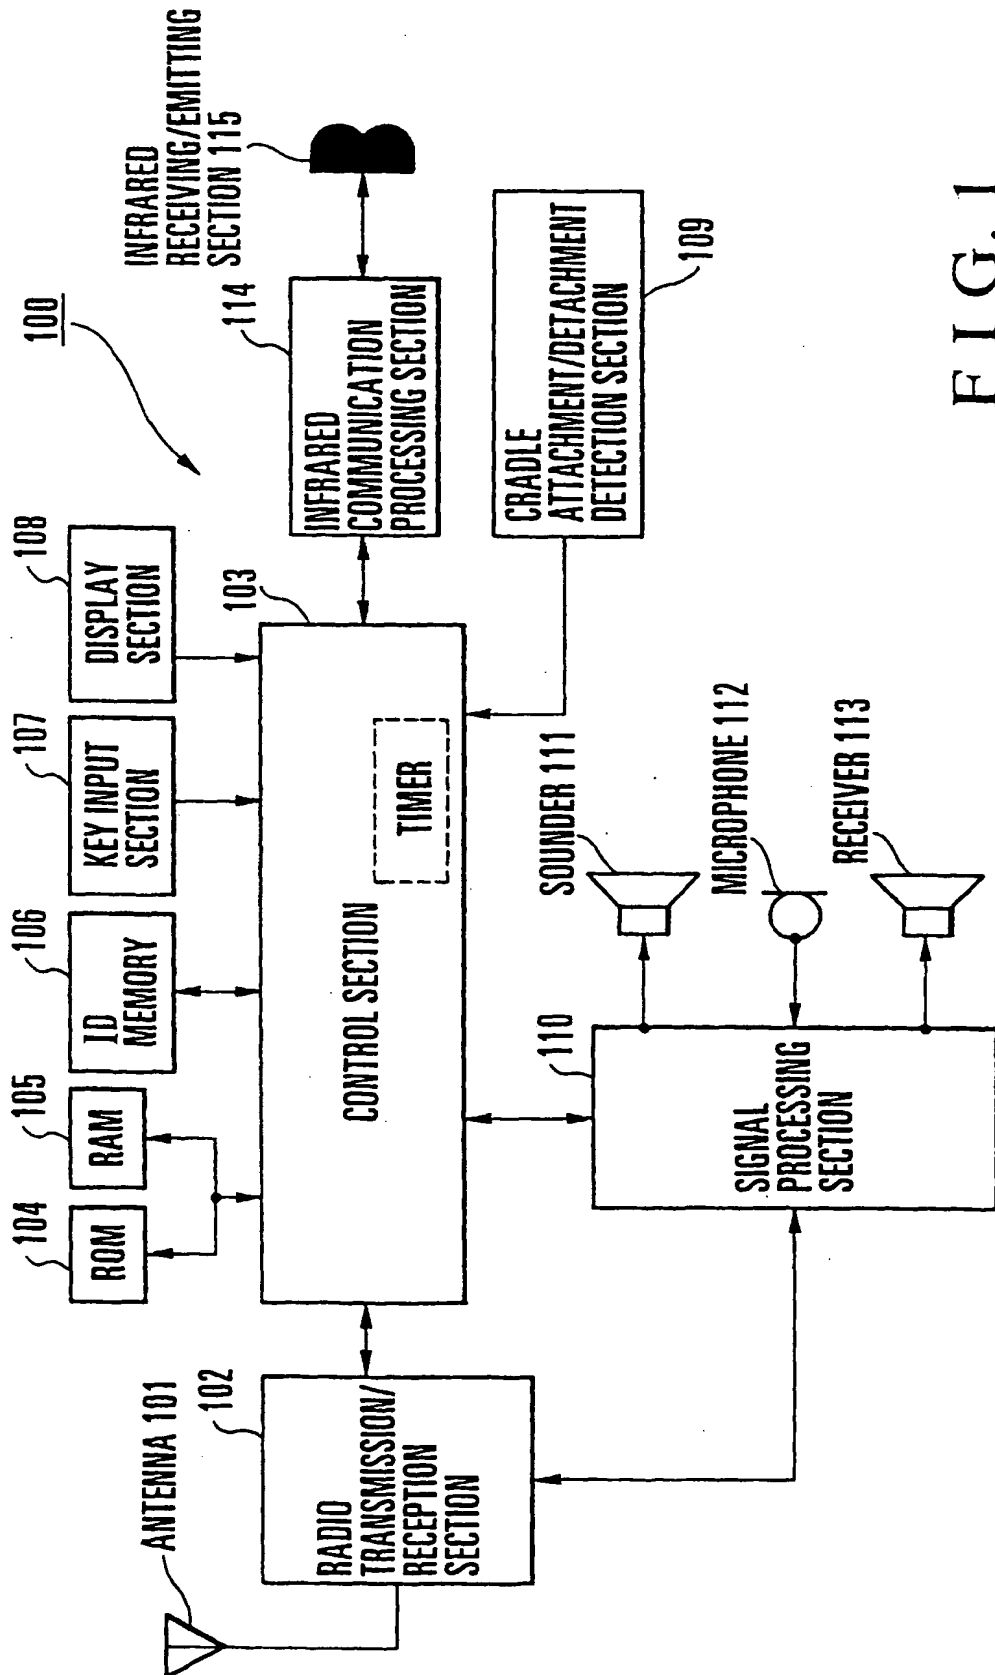 100
ANTENNA 101
102
RADIO
TRANSMISSION/
RECEPTION
SECTION
104
ROM
105
RAM
106
ID
MEMORY
107
KEY INPUT
SECTION
108
DISPLAY
SECTION
103
CONTROL SECTION
TIMER
114
INFRARED
COMMUNICATION
PROCESSING SECTION
INFRARED
RECEIVING/EMITTING
SECTION 115
CRADLE
ATTACHMENT/DETACHMENT
DETECTION SECTION
109
110
SIGNAL
PROCESSING
SECTION
SOUNDER 111
MICROPHONE 112
RECEIVER 113
FIG. 1